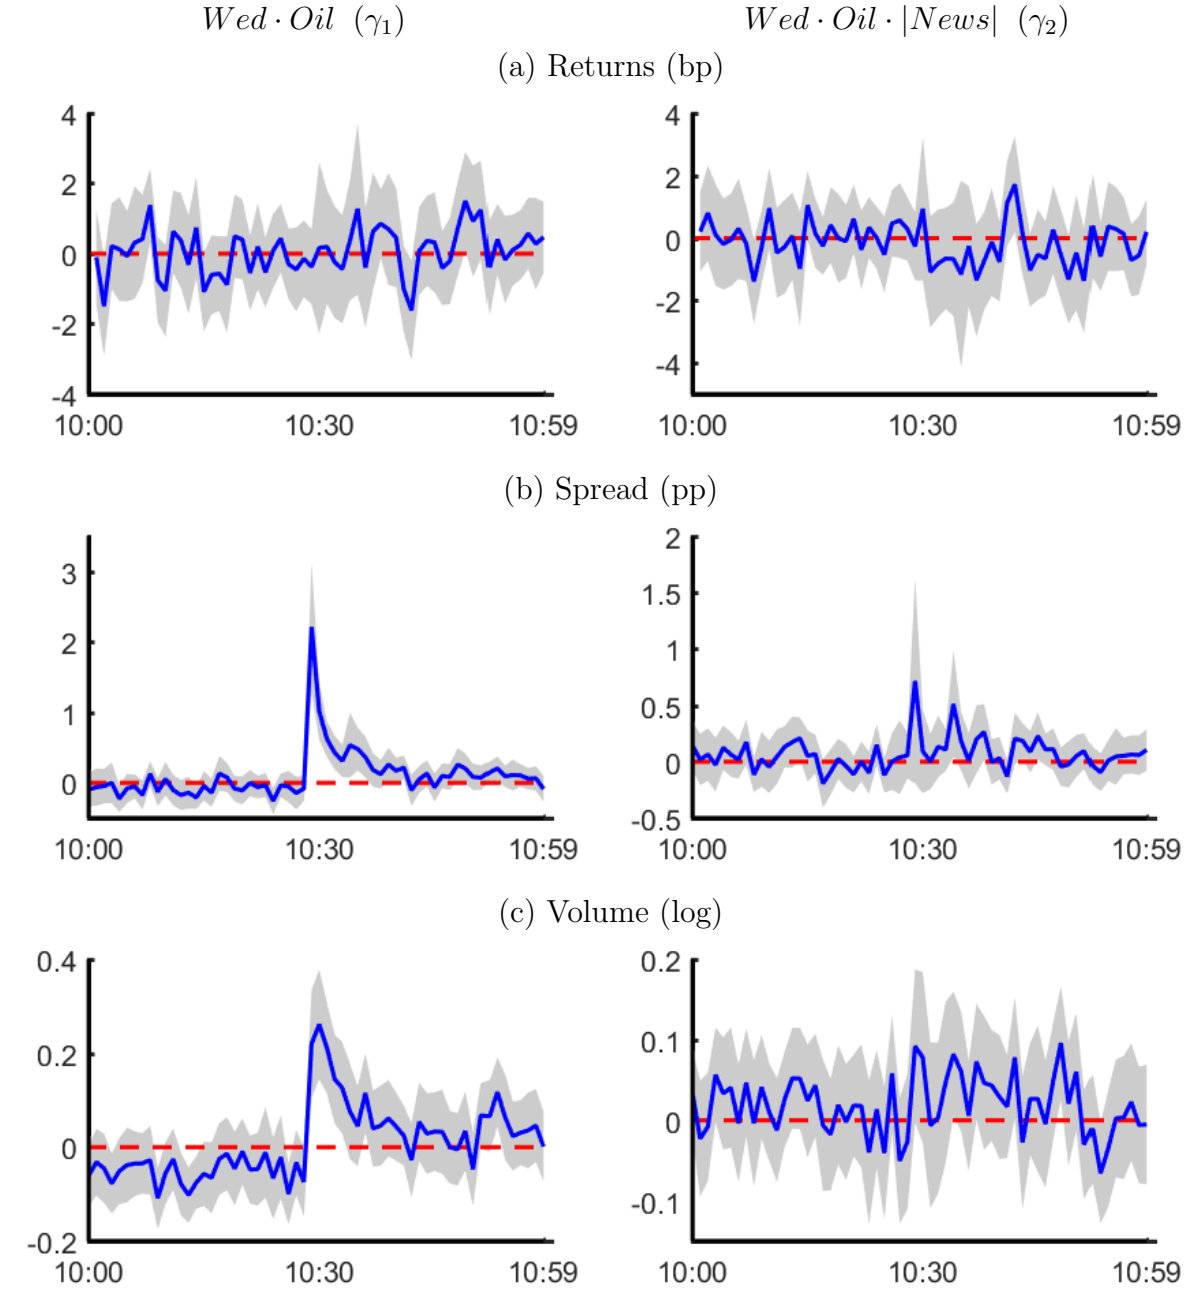 Wed · Oil (γ₁) Wed · Oil · |News| (γ₂)
(a) Returns (bp)
4 4
2 2
0 0
-2 -2
-4
-4
10:00 10:30 10:59 10:00 10:30 10:59
(b) Spread (pp)
2
3 1.5
2 1
1 0.5
0 0
-0.5
10:00 10:30 10:59 10:00 10:30 10:59
(c) Volume (log)
0.4 0.2
0.2 0.1
0 0
-0.1
-0.2
10:00 10:30 10:59 10:00 10:30 10:59